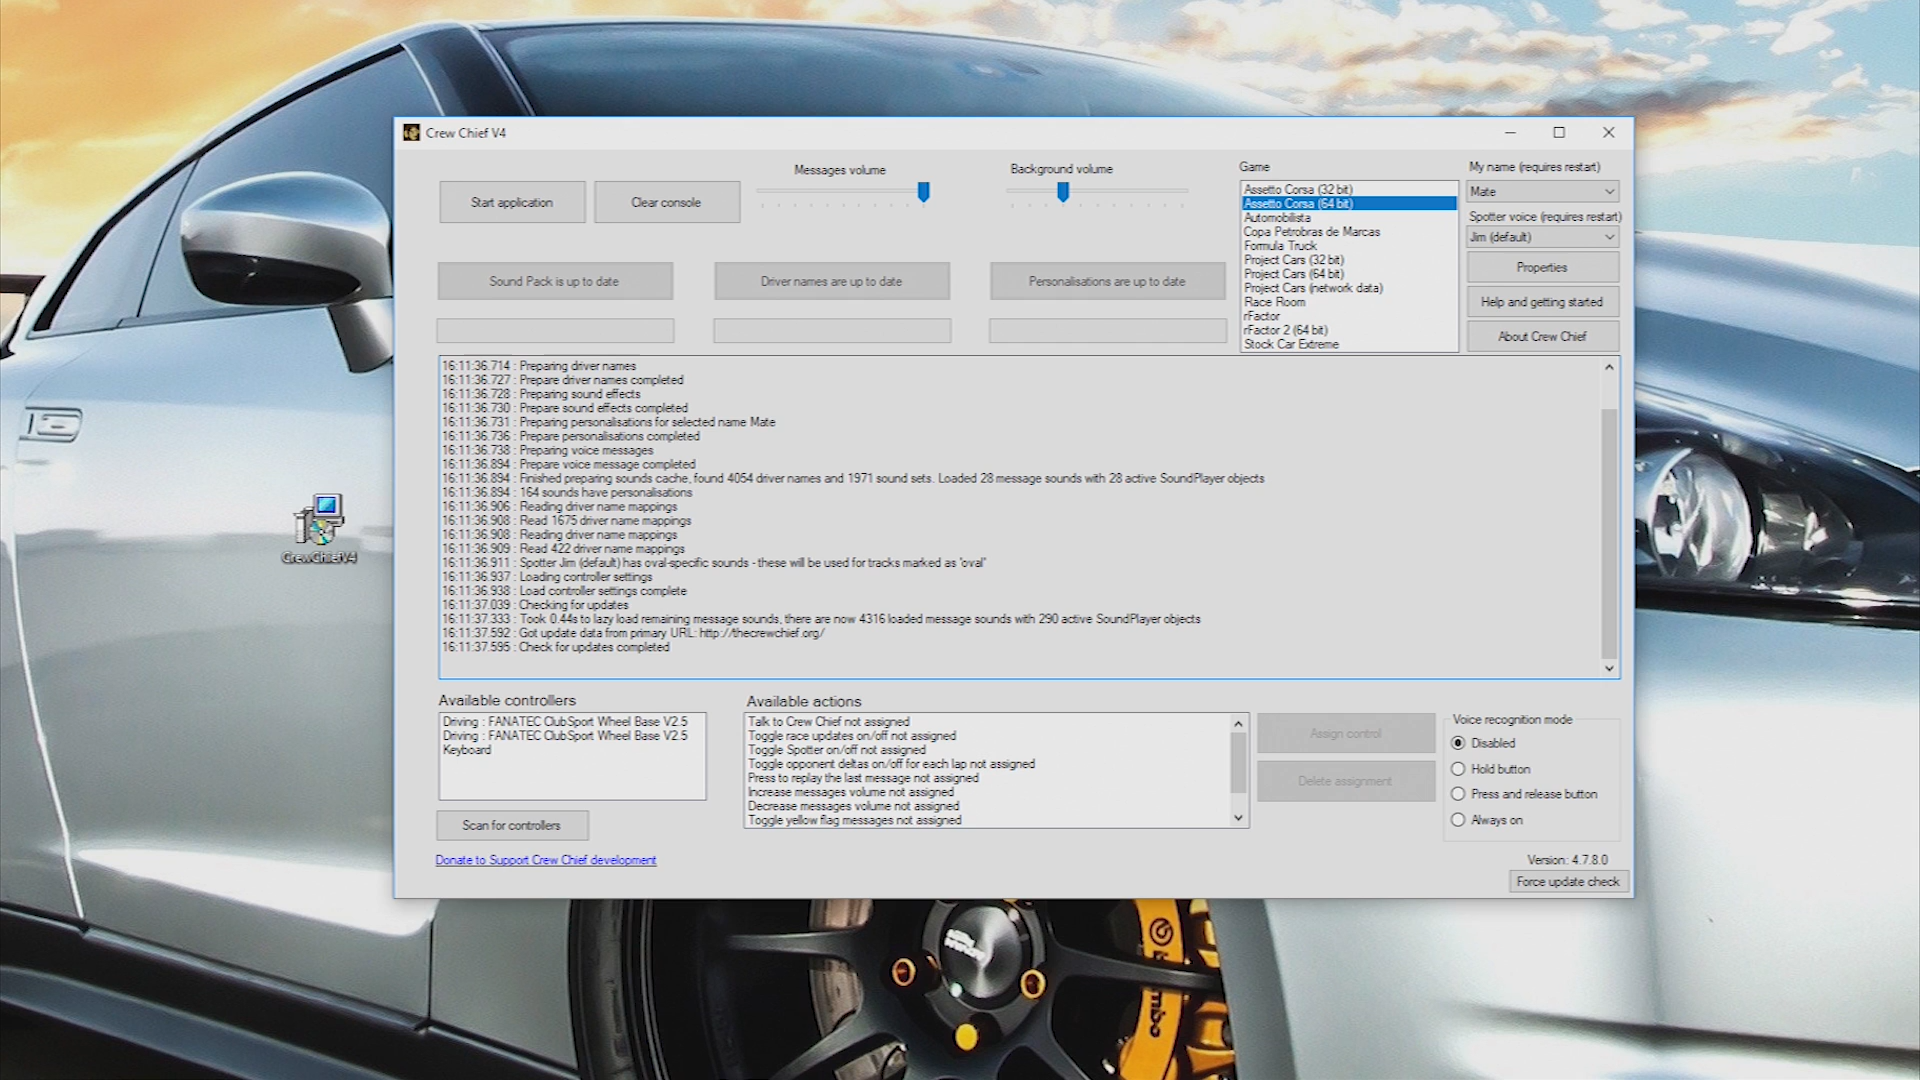 Crew Chief V4
Start application
Clear console
Messages volume
Background volume
Sound Pack is up to date
Driver names are up to date
Personalisations are up to date
Game
Assetto Corsa (32 bit)
Assetto Corsa (64 bit)
Automobilista
Copa Petrobras de Marcas
Formula Truck
Project Cars (32 bit)
Project Cars (64 bit)
Project Cars (network data)
Race Room
rFactor
rFactor 2 (64 bit)
Stock Car Extreme
My name (requires restart)
Mate
Spotter voice (requires restart)
Jim (default)
Properties
Help and getting started
About Crew Chief
16:11:36.714 : Preparing driver names
16:11:36.727 : Prepare driver names completed
16:11:36.728 : Preparing sound effects
16:11:36.730 : Prepare sound effects completed
16:11:36.731 : Preparing personalisations for selected name Mate
16:11:36.736 : Prepare personalisations completed
16:11:36.738 : Preparing voice messages
16:11:36.894 : Prepare voice message completed
16:11:36.894 : Finished preparing sounds cache, found 4054 driver names and 1971 sound sets. Loaded 28 message sounds with 28 active SoundPlayer objects
16:11:36.894 : 164 sounds have personalisations
16:11:36.906 : Reading driver name mappings
16:11:36.908 : Read 1675 driver name mappings
16:11:36.908 : Reading driver name mappings
16:11:36.909 : Read 422 driver name mappings
16:11:36.911 : Spotter Jim (default) has oval-specific sounds - these will be used for tracks marked as 'oval'
16:11:36.937 : Loading controller settings
16:11:36.938 : Load controller settings complete
16:11:37.039 : Checking for updates
16:11:37.333 : Took 0.44s to lazy load remaining message sounds, there are now 4316 loaded message sounds with 290 active SoundPlayer objects
16:11:37.592 : Got update data from primary URL: http://thecrewchief.org/
16:11:37.595 : Check for updates completed
CrewChiefV4
Available controllers
Driving : FANATEC ClubSport Wheel Base V2.5
Driving : FANATEC ClubSport Wheel Base V2.5
Keyboard
Scan for controllers
Donate to Support Crew Chief development
Available actions
Talk to Crew Chief not assigned
Toggle race updates on/off not assigned
Toggle Spotter on/off not assigned
Toggle opponent deltas on/off for each lap not assigned
Press to replay the last message not assigned
Increase messages volume not assigned
Decrease messages volume not assigned
Toggle yellow flag messages not assigned
Assign control
Delete assignment
Voice recognition mode
Disabled
Hold button
Press and release button
Always on
Version: 4.7.8.0
Force update check